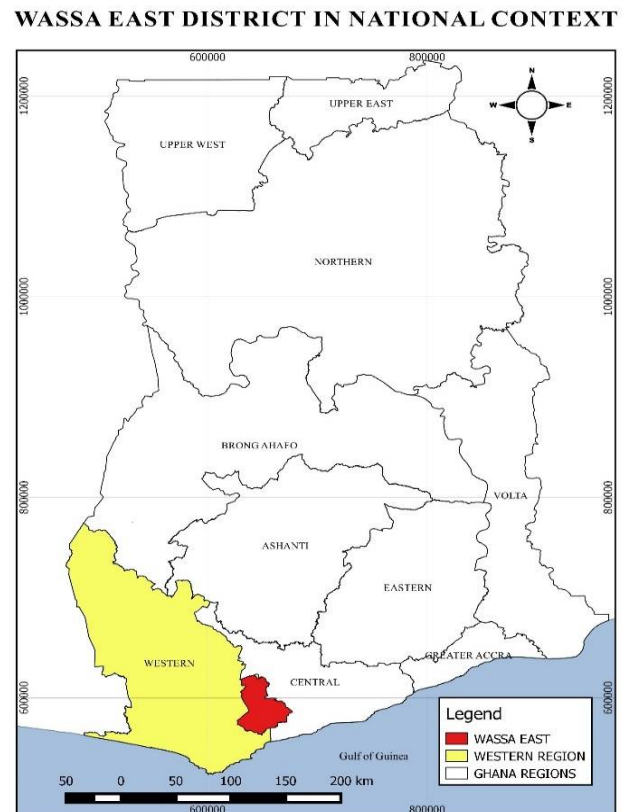 WASSA EAST DISTRICT IN NATIONAL CONTEXT
600000 800000
N
W E
S
1200000 1200000
UPPER EAST
UPPER WEST
NORTHERN
1000000 1000000
BRONG AHAFO
800000 800000
VOLTA
ASHANTI
EASTERN
GREATER ACCRA
WESTERN
CENTRAL
600000 600000
Legend
WASSA EAST
WESTERN REGION
GHANA REGIONS
Gulf of Guinea
50 0 50 100 150 200 km
600000 800000